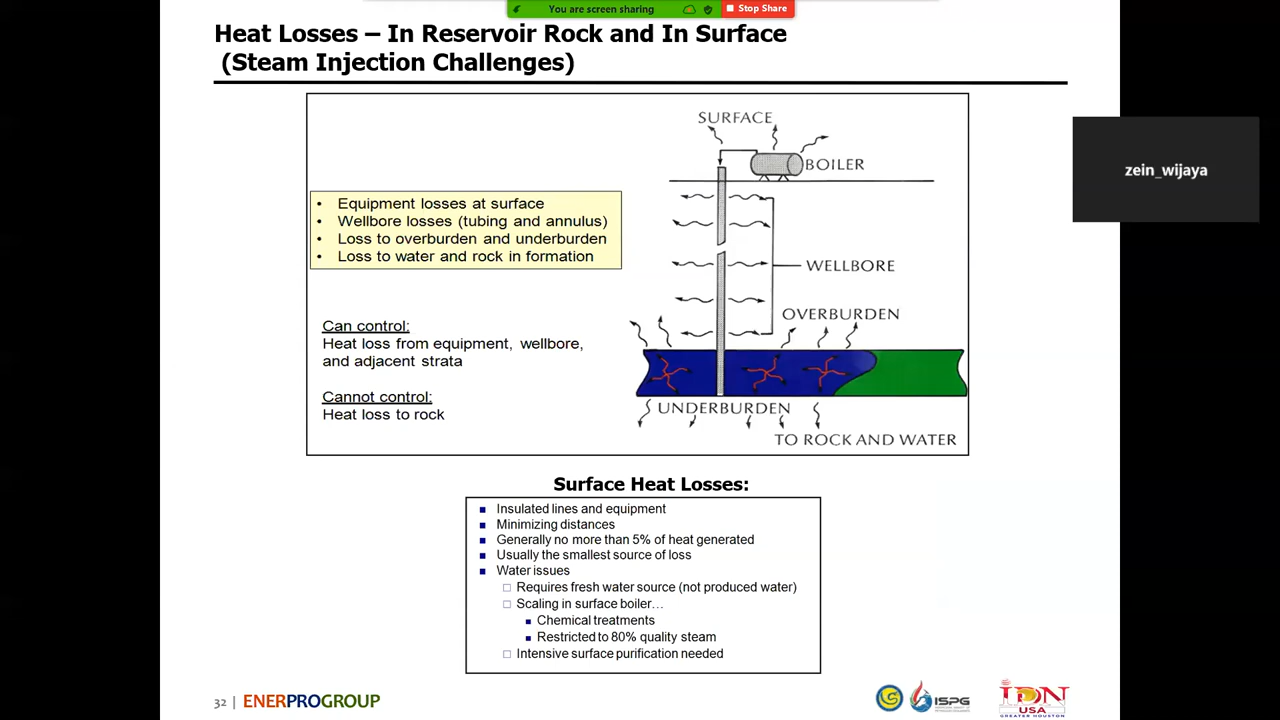 You are screen sharing
Stop Share
Heat Losses – In Reservoir Rock and In Surface
(Steam Injection Challenges)
zein_wijaya
SURFACE
BOILER
• Equipment losses at surface
• Wellbore losses (tubing and annulus)
• Loss to overburden and underburden
• Loss to water and rock in formation
WELLBORE
OVERBURDEN
Can control:
Heat loss from equipment, wellbore,
and adjacent strata
Cannot control:
Heat loss to rock
UNDERBURDEN
TO ROCK AND WATER
Surface Heat Losses:
■ Insulated lines and equipment
■ Minimizing distances
■ Generally no more than 5% of heat generated
■ Usually the smallest source of loss
■ Water issues
□ Requires fresh water source (not produced water)
□ Scaling in surface boiler…
■ Chemical treatments
■ Restricted to 80% quality steam
□ Intensive surface purification needed
32 | ENERPROGROUP
ISPG
IDN
USA
GREATER HOUSTON